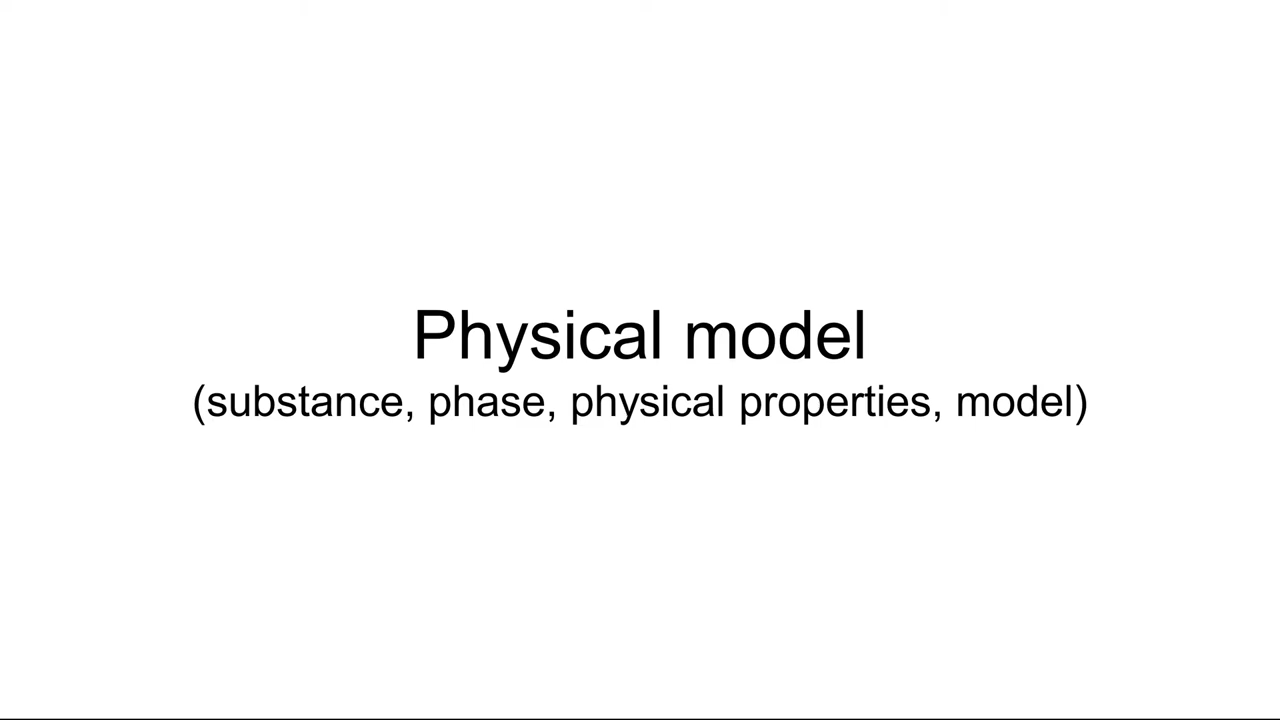 Physical model
(substance, phase, physical properties, model)